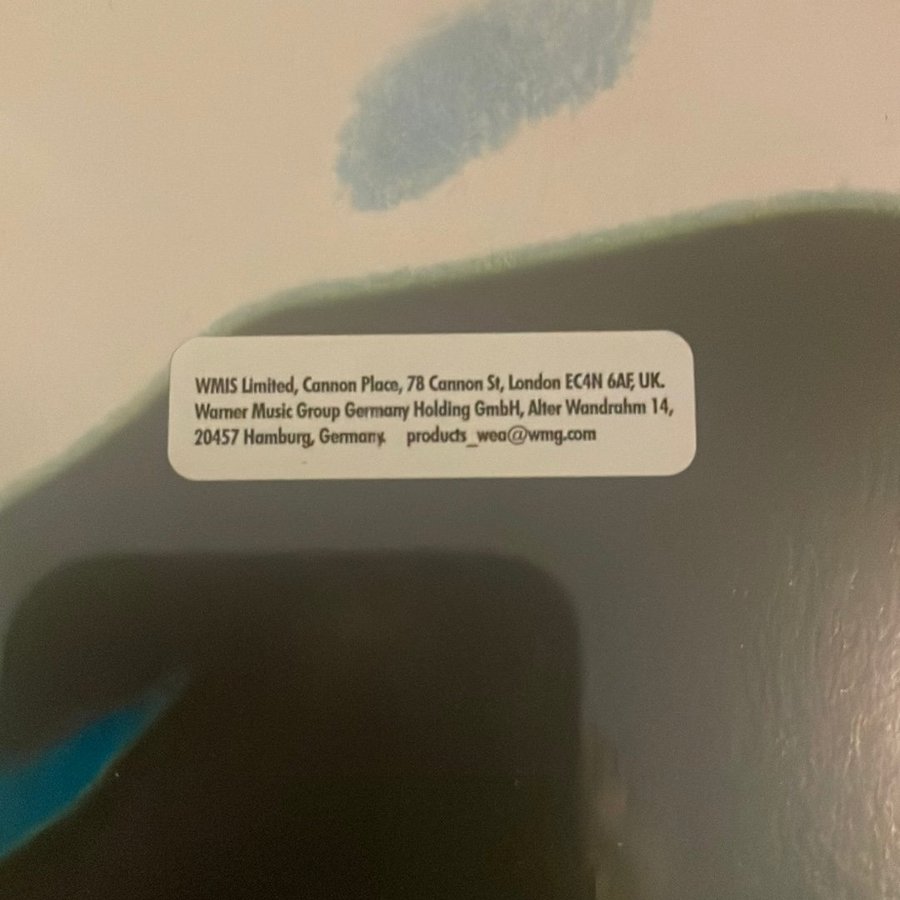 WMIS Limited, Cannon Place, 78 Cannon St, London EC4N 6AF, UK.
Warner Music Group Germany Holding GmbH, Alter Wandrahm 14,
20457 Hamburg, Germany. products_wea@wmg.com